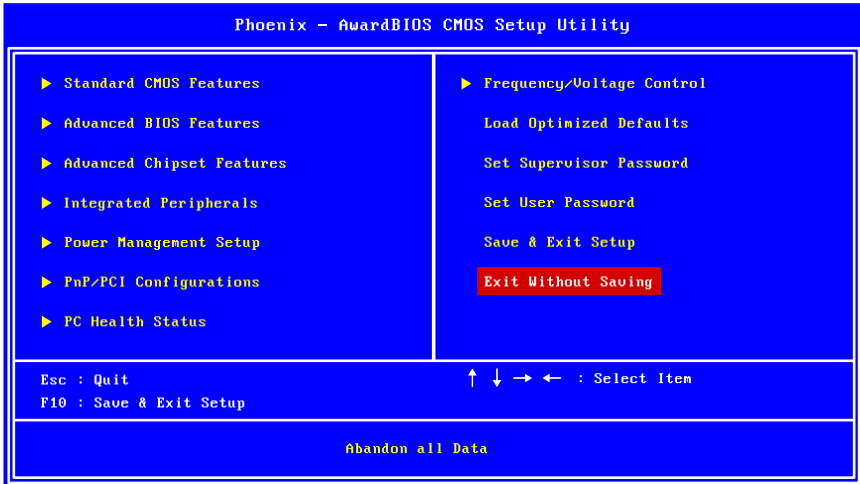 Phoenix - AwardBIOS CMOS Setup Utility
▶ Standard CMOS Features
▶ Advanced BIOS Features
▶ Advanced Chipset Features
▶ Integrated Peripherals
▶ Power Management Setup
▶ PnP/PCI Configurations
▶ PC Health Status
▶ Frequency/Voltage Control
Load Optimized Defaults
Set Supervisor Password
Set User Password
Save & Exit Setup
Exit Without Saving
Esc : Quit
F10 : Save & Exit Setup
↑ ↓ → ← : Select Item
Abandon all Data